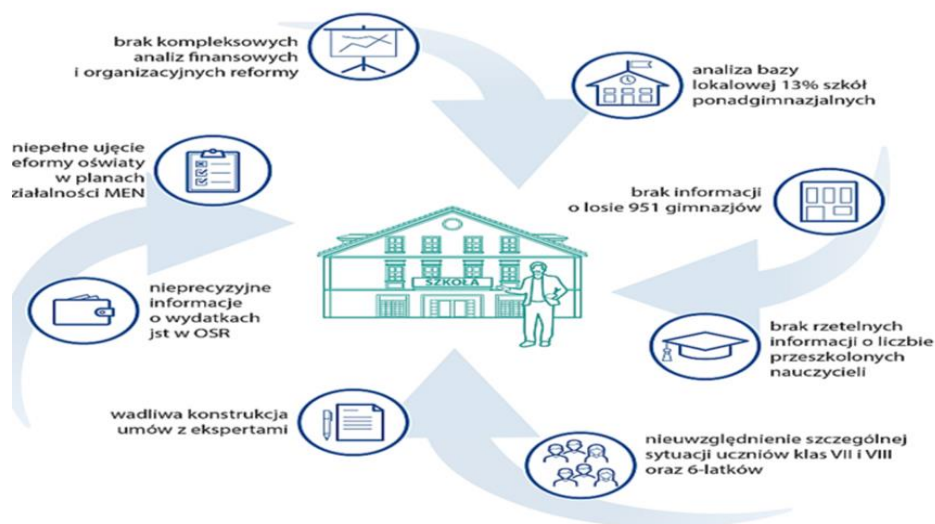 brak kompleksowych
analiz finansowych
i organizacyjnych reformy
analiza bazy
lokalowej 13% szkół
ponadgimnazjalnych
niepełne ujęcie
eformy oświaty
w planach
ziałalności MEN
brak informacji
o losie 951 gimnazjów
SZKOŁA
nieprecyzyjne
informacje
o wydatkach
jst w OSR
brak rzetelnych
informacji o liczbie
przeszkolonych
nauczycieli
wadliwa konstrukcja
umów z ekspertami
nieuwzględnienie szczególnej
sytuacji uczniów klas VII i VIII
oraz 6-latków